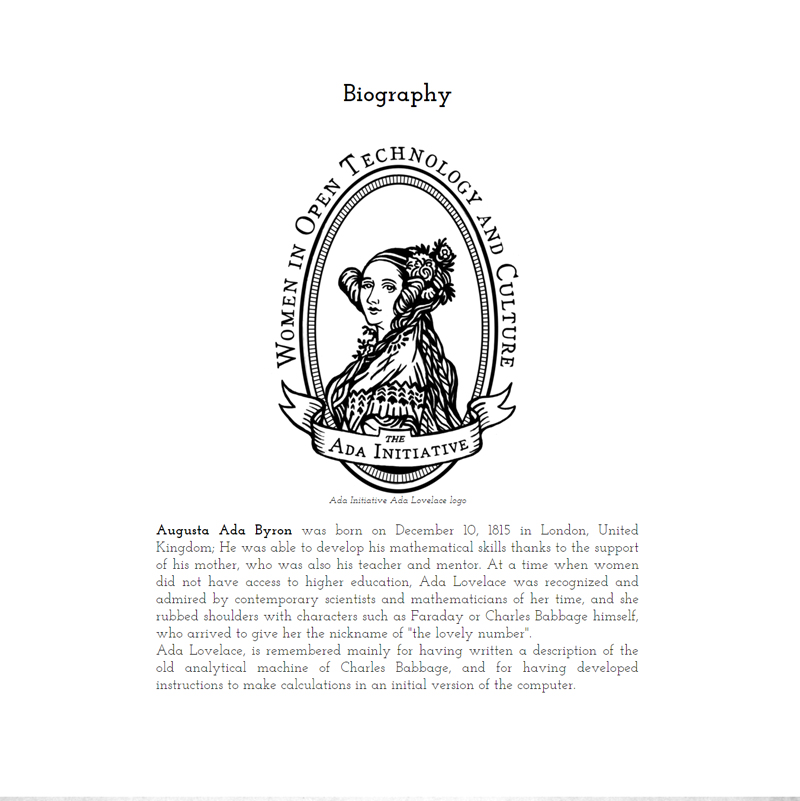 Biography
Women in Open Technology and Culture
The
Ada Initiative
Ada Initiative Ada Lovelace logo
Augusta Ada Byron was born on December 10, 1815 in London, United
Kingdom; He was able to develop his mathematical skills thanks to the support
of his mother, who was also his teacher and mentor. At a time when women
did not have access to higher education, Ada Lovelace was recognized and
admired by contemporary scientists and mathematicians of her time, and she
rubbed shoulders with characters such as Faraday or Charles Babbage himself,
who arrived to give her the nickname of "the lovely number".
Ada Lovelace, is remembered mainly for having written a description of the
old analytical machine of Charles Babbage, and for having developed
instructions to make calculations in an initial version of the computer.